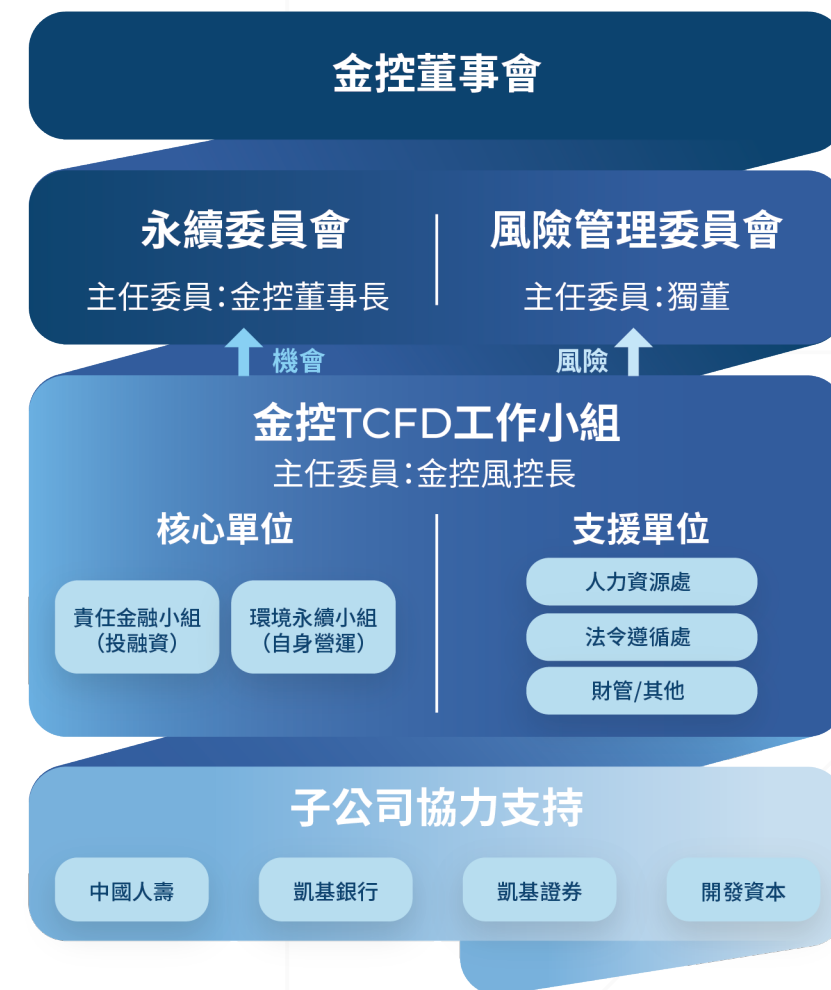 金控董事會
永續委員會
主任委員：金控董事長
風險管理委員會
主任委員：獨董
機會
風險
金控TCFD工作小組
主任委員：金控風控長
核心單位
責任金融小組
（投融資）
環境永續小組
（自身營運）
支援單位
人力資源處
法令遵循處
財管/其他
子公司協力支持
中國人壽
凱基銀行
凱基證券
開發資本